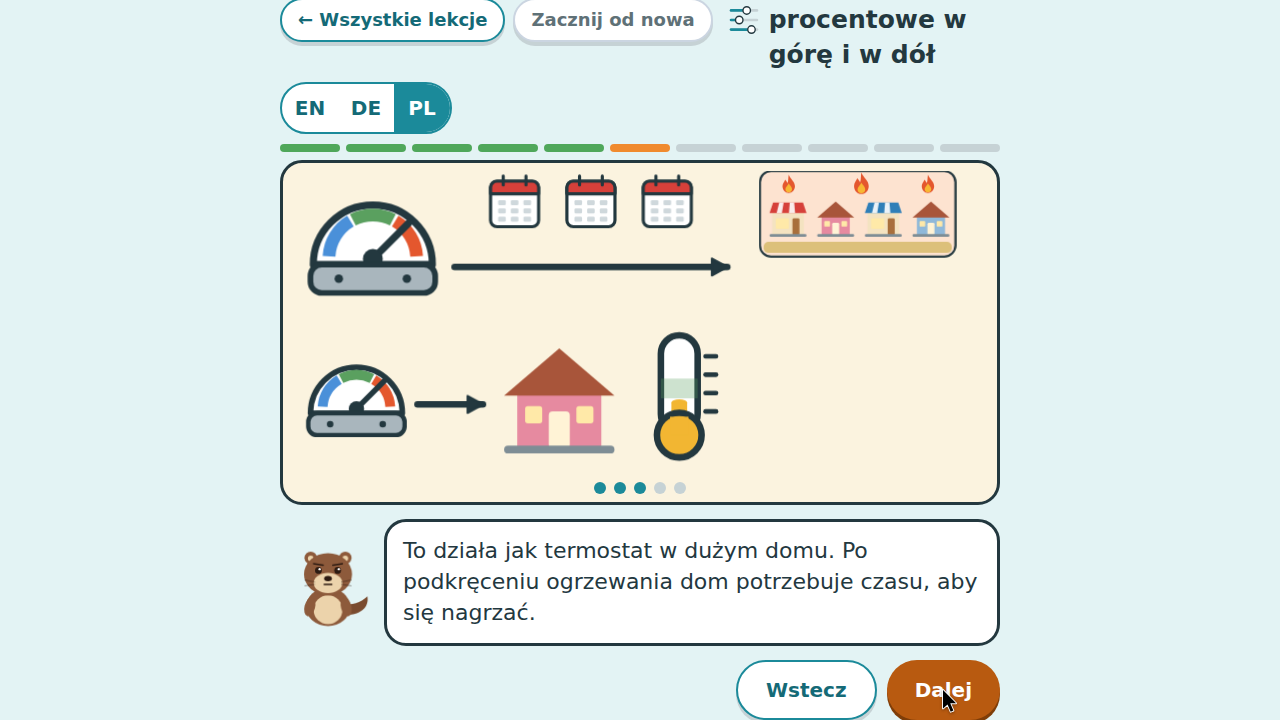 ← Wszystkie lekcje
Zacznij od nowa
procentowe w
górę i w dół
EN DE PL
To działa jak termostat w dużym domu. Po
podkręceniu ogrzewania dom potrzebuje czasu, aby
się nagrzać.
Wstecz
Dalej